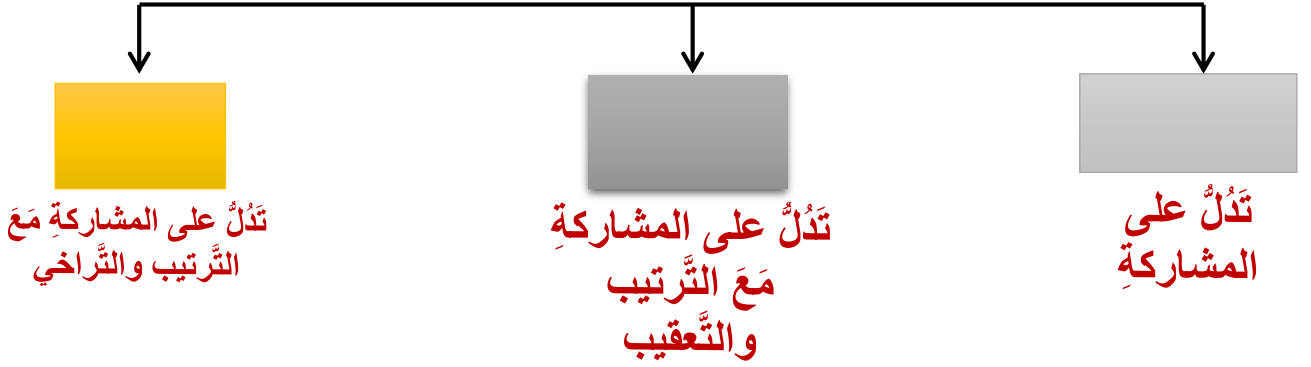 تَدُلُّ على
المشاركةِ
تَدُلُّ على المشاركةِ
مَعَ التَّرتيب
والتَّعقيب
تَدُلُّ على المشاركةِ مَعَ
التَّرتيب والتَّراخي